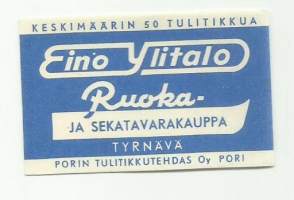 KESKIMÄÄRIN 50 TULITIKKUA
Eino Ylitalo
Ruoka-
JA SEKATAVARAKAUPPA
TYRNÄVÄ
PORIN TULITIKKUTEHDAS Oy PORI